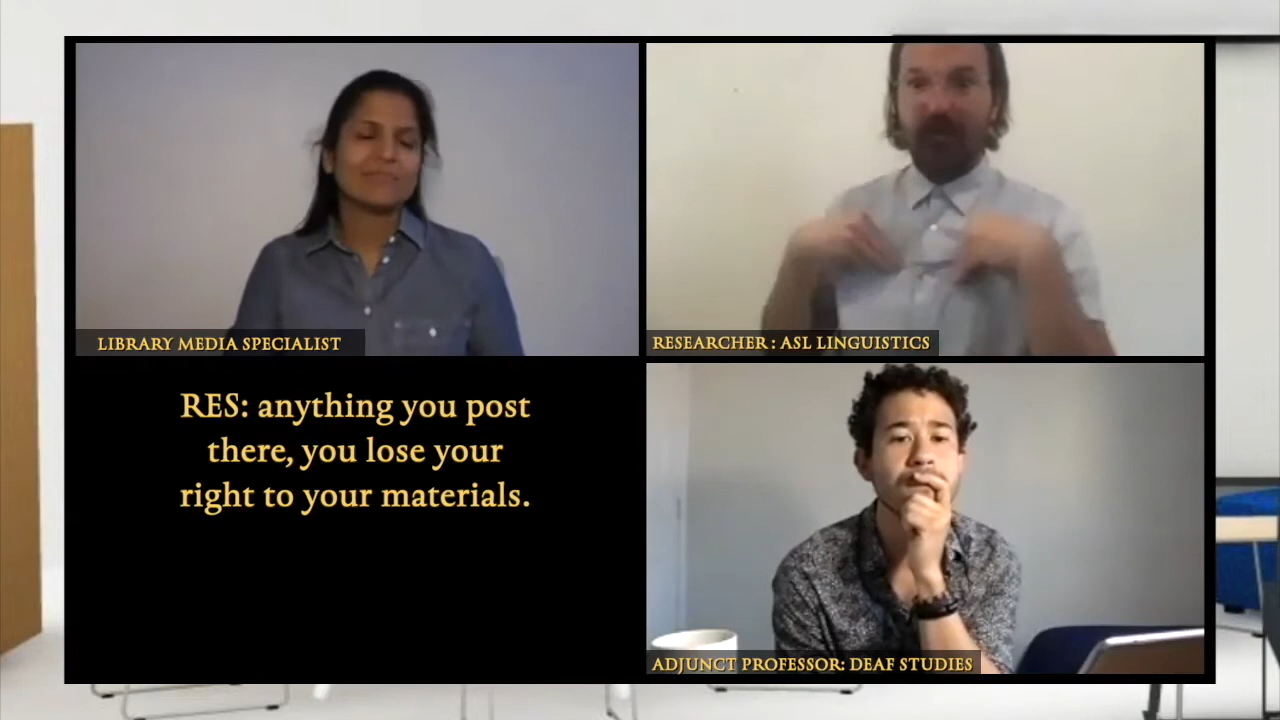 LIBRARY MEDIA SPECIALIST
RESEARCHER : ASL LINGUISTICS
RES: anything you post
there, you lose your
right to your materials.
ADJUNCT PROFESSOR: DEAF STUDIES